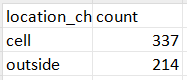 location_ch count
cell 337
outside 214